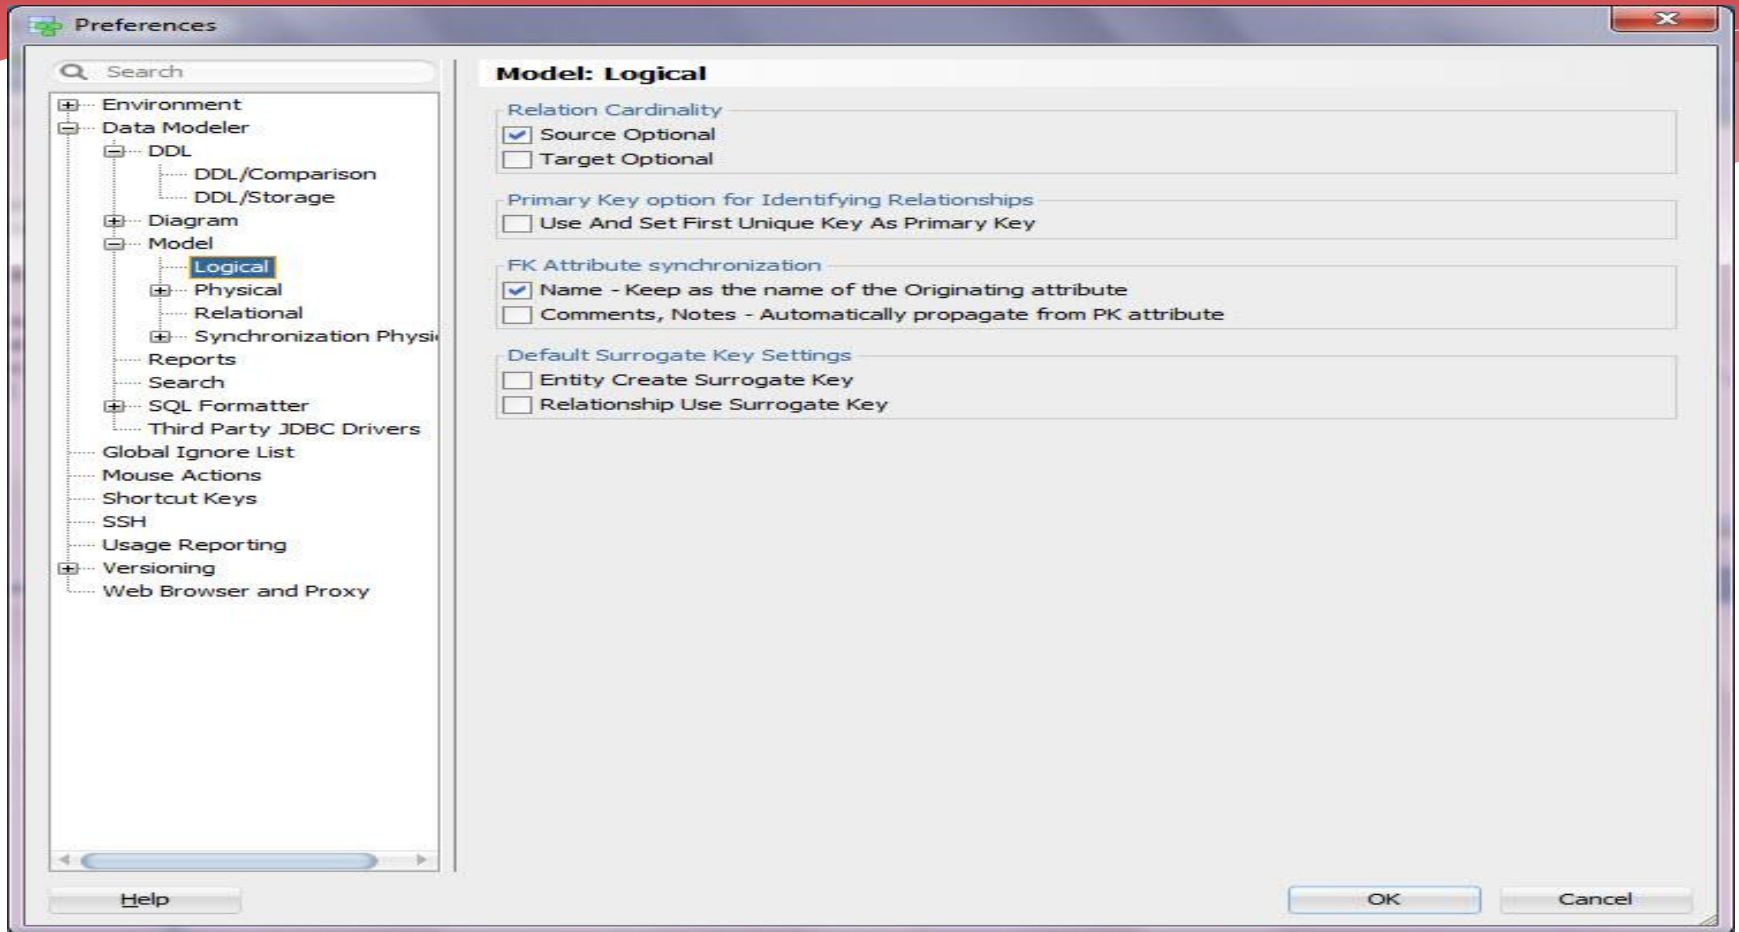 Preferences
Search
Environment
Data Modeler
DDL
DDL/Comparison
DDL/Storage
Diagram
Model
Logical
Physical
Relational
Synchronization Physi
Reports
Search
SQL Formatter
Third Party JDBC Drivers
Global Ignore List
Mouse Actions
Shortcut Keys
SSH
Usage Reporting
Versioning
Web Browser and Proxy
Model: Logical
Relation Cardinality
Source Optional
Target Optional
Primary Key option for Identifying Relationships
Use And Set First Unique Key As Primary Key
FK Attribute synchronization
Name - Keep as the name of the Originating attribute
Comments, Notes - Automatically propagate from PK attribute
Default Surrogate Key Settings
Entity Create Surrogate Key
Relationship Use Surrogate Key
Help
OK
Cancel